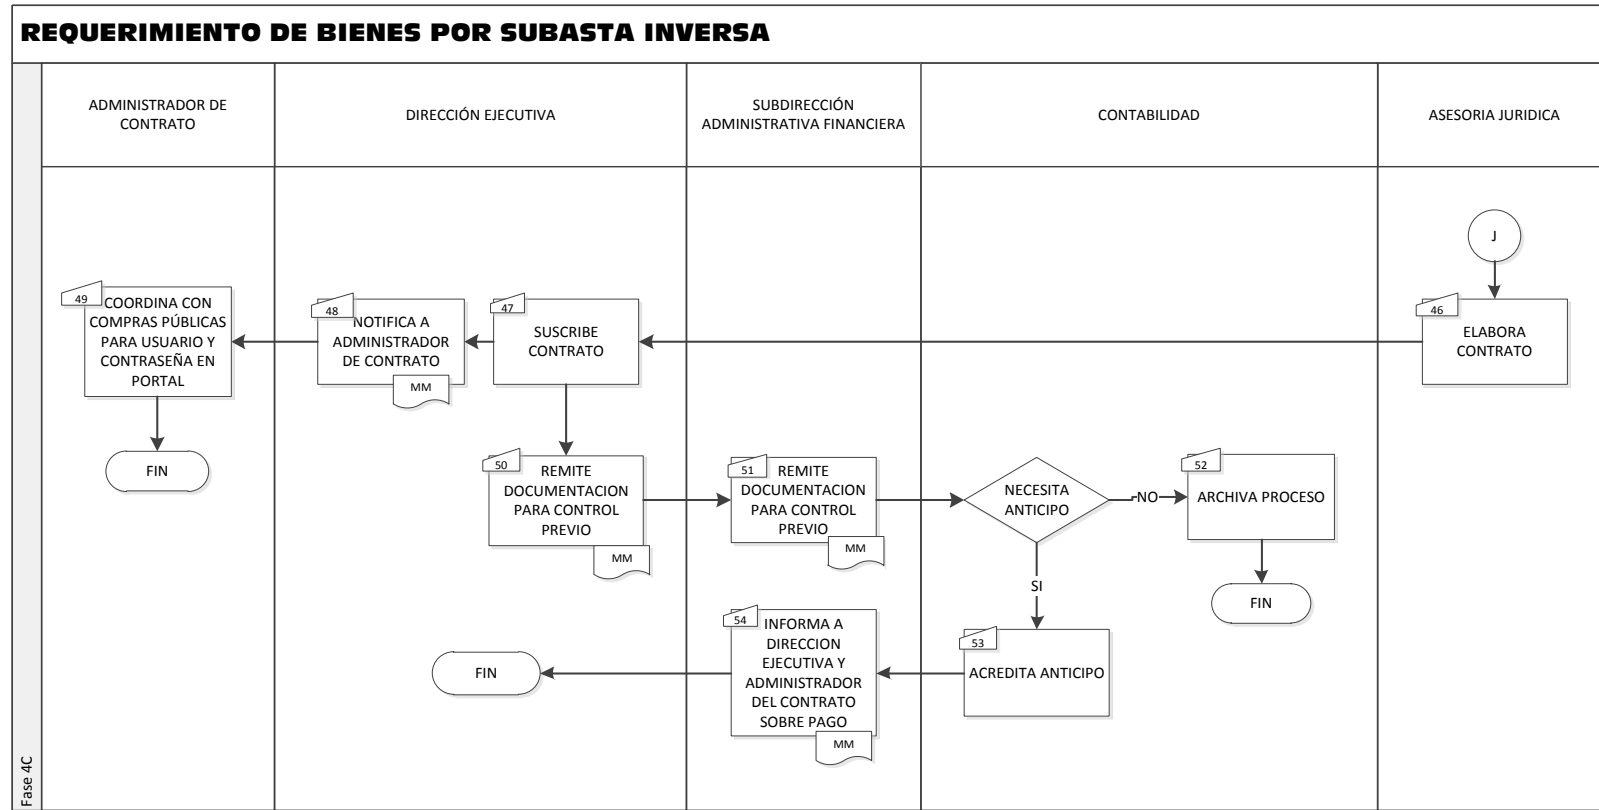 REQUERIMIENTO DE BIENES POR SUBASTA INVERSA
ADMINISTRADOR DE
CONTRATO
DIRECCIÓN EJECUTIVA
SUBDIRECCIÓN
ADMINISTRATIVA FINANCIERA
CONTABILIDAD
ASESORIA JURIDICA
J
49
COORDINA CON
COMPRAS PÚBLICAS
PARA USUARIO Y
CONTRASEÑA EN
PORTAL
48
NOTIFICA A
ADMINISTRADOR
DE CONTRATO
MM
47
SUSCRIBE
CONTRATO
46
ELABORA
CONTRATO
FIN
50
REMITE
DOCUMENTACION
PARA CONTROL
PREVIO
MM
51
REMITE
DOCUMENTACION
PARA CONTROL
PREVIO
MM
NECESITA
ANTICIPO
NO
52
ARCHIVA PROCESO
SI
FIN
FIN
54
INFORMA A
DIRECCION
EJECUTIVA Y
ADMINISTRADOR
DEL CONTRATO
SOBRE PAGO
MM
53
ACREDITA ANTICIPO
Fase 4C